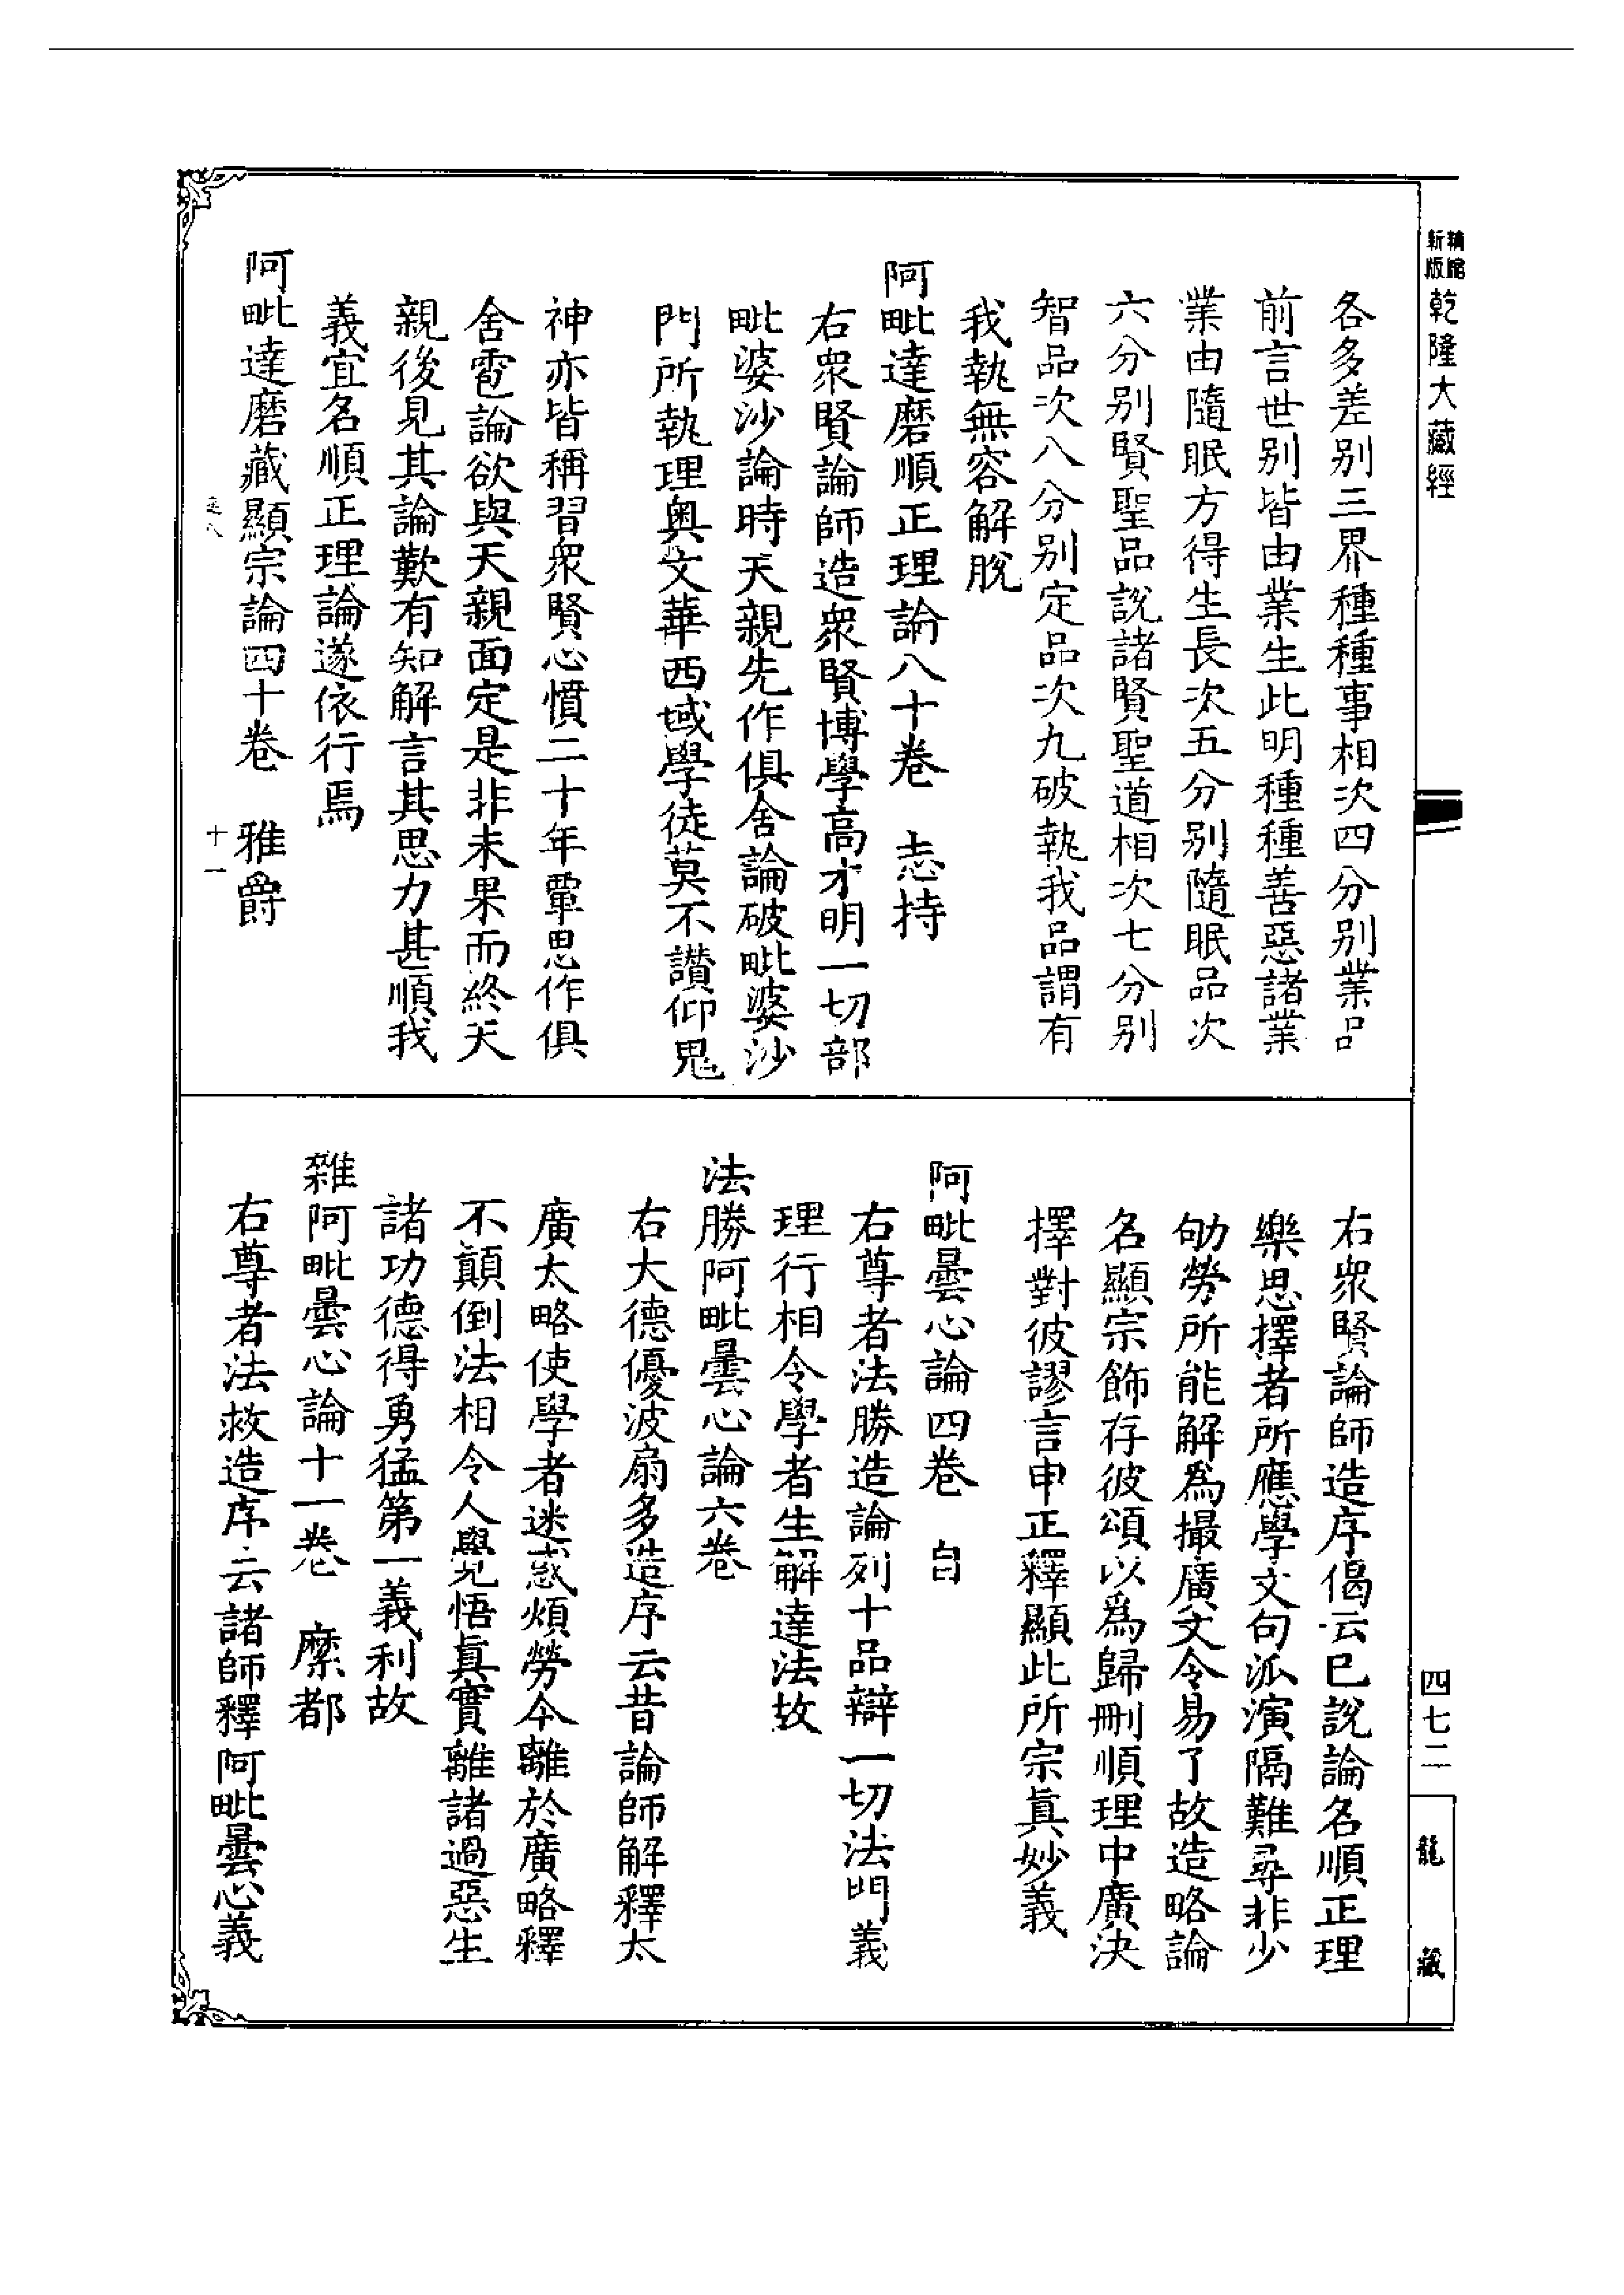 新版 精縮 乾隆大藏經
各多差别三界種種事相次四分别業品
前言世别皆由業生此明種種善惡諸業
業由隨眠方得生長次五分别隨眠品次
六分别賢聖品說諸賢聖道相次七分别
智品次八分别定品次九破執我品謂有
我執無容解脫
阿毗達磨順正理論八十卷 志持
右衆賢論師造衆賢博學高才明一切部
毗婆沙論時天親先作俱舍論破毗婆沙
門所執理奥文華西域學徒莫不讚仰鬼
神亦皆稱習衆賢心憤二十年覃思作俱
舍雹論欲與天親面定是非未果而終天
親後見其論歎有知解言其思力甚順我
義宜名順正理論遂依行焉
阿毗達磨藏顯宗論四十卷 雅爵
十一
右衆賢論師造序偈云已說論名順正理
樂思擇者所應學文句泒演隔難尋非少
劬勞所能解爲撮廣文令易了故造略論
名顯宗飾存彼頌以爲歸刪順理中廣決
擇對彼謬言申正釋顯此所宗眞妙義
阿毗曇心論四卷 自
右尊者法勝造論列十品辯一切法門義
理行相令學者生解達法故
法勝阿毗曇心論六卷
右大德優波扇多造序云昔論師解釋太
廣太略使學者迷惑煩勞今離於廣略釋
不顛倒法相令人覺悟眞實離諸過惡生
諸功德得勇猛第一義利故
雜阿毗曇心論十一卷 縻都
右尊者法救造序云諸師釋阿毗曇心義
四七二
龍藏